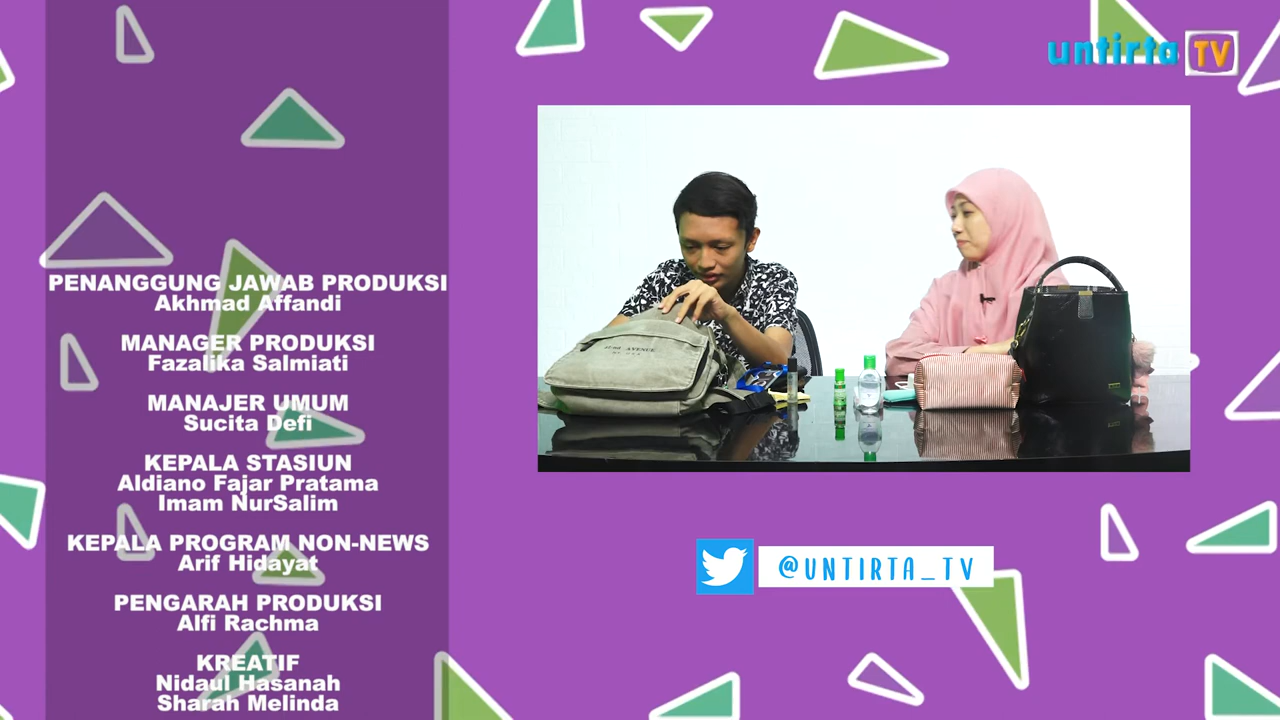 untirta TV
PENANGGUNG JAWAB PRODUKSI
Akhmad Affandi
MANAGER PRODUKSI
Fazalika Salmiati
MANAJER UMUM
Sucita Defi
KEPALA STASIUN
Aldiano Fajar Pratama
Imam NurSalim
KEPALA PROGRAM NON-NEWS
Arif Hidayat
PENGARAH PRODUKSI
Alfi Rachma
KREATIF
Nidaul Hasanah
Sharah Melinda
@UNTIRTA_TV